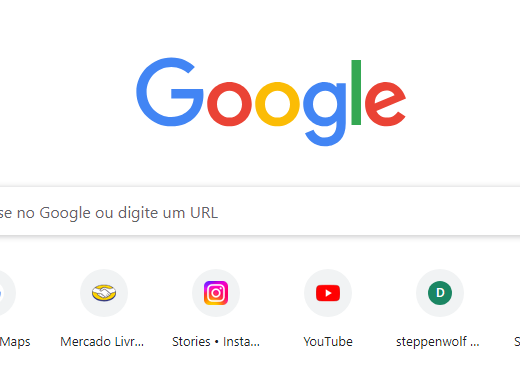 Google
se no Google ou digite um URL
Maps Mercado Livr... Stories • Insta... YouTube D steppenwolf ... S